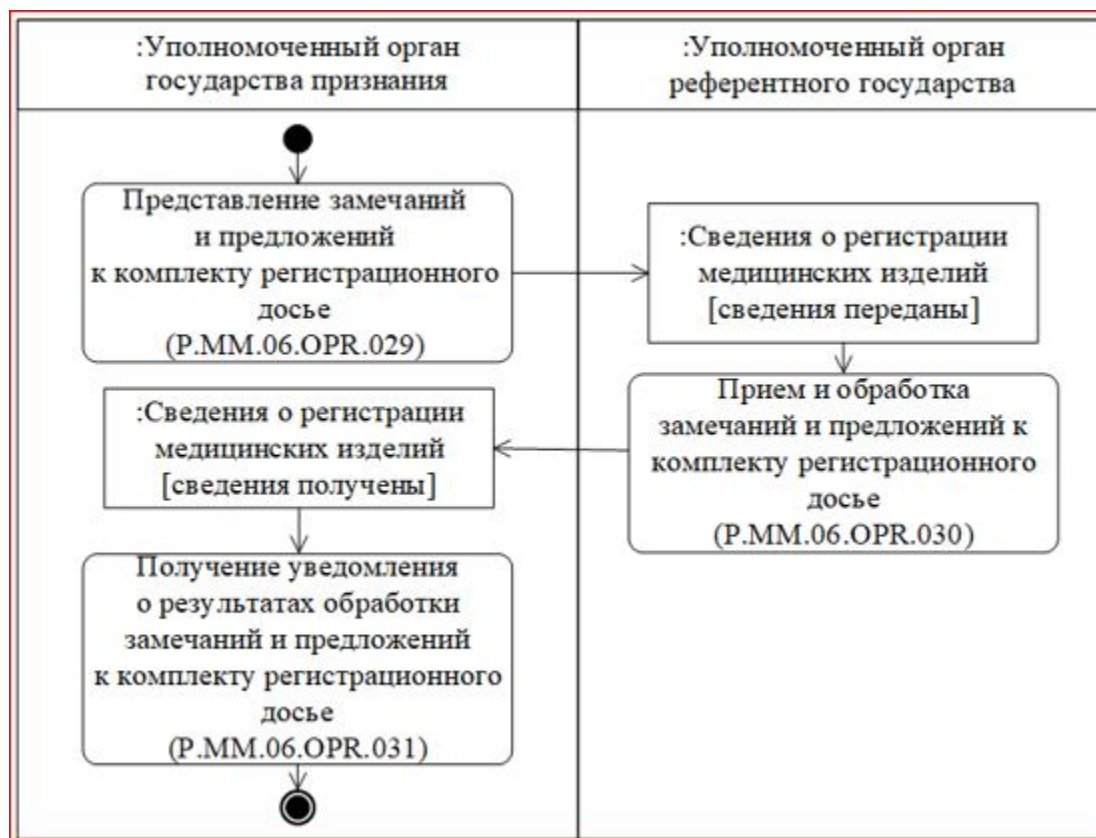 :Уполномоченный орган
государства признания
:Уполномоченный орган
референтного государства
Представление замечаний
и предложений
к комплекту регистрационного
досье
(P.MM.06.OPR.029)
:Сведения о регистрации
медицинских изделий
[сведения переданы]
Прием и обработка
замечаний и предложений к
комплекту регистрационного
досье
(P.MM.06.OPR.030)
:Сведения о регистрации
медицинских изделий
[сведения получены]
Получение уведомления
о результатах обработки
замечаний и предложений
к комплекту регистрационного
досье
(P.MM.06.OPR.031)